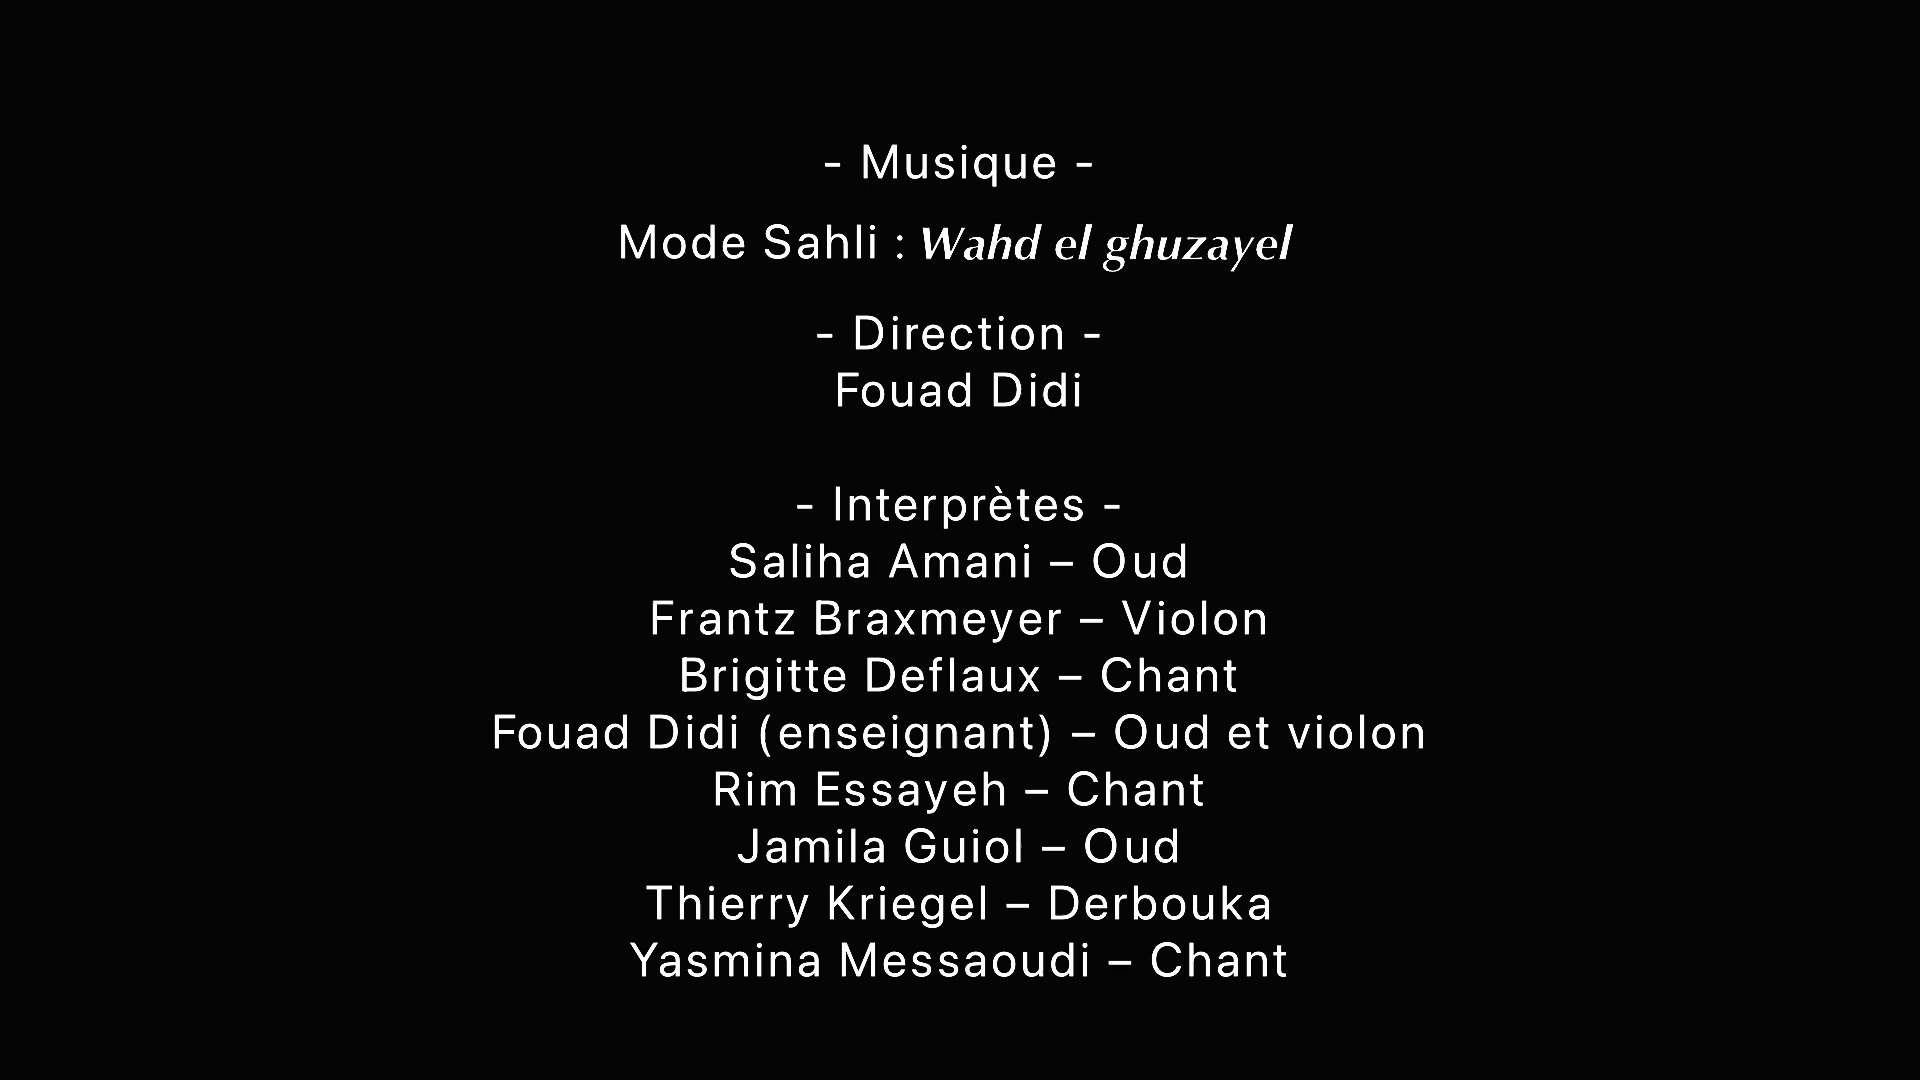 - Musique -
Mode Sahli : Wahd el ghuzayel
- Direction -
Fouad Didi
- Interprètes -
Saliha Amani – Oud
Frantz Braxmeyer – Violon
Brigitte Deflaux – Chant
Fouad Didi (enseignant) – Oud et violon
Rim Essayeh – Chant
Jamila Guiol – Oud
Thierry Kriegel – Derbouka
Yasmina Messaoudi – Chant